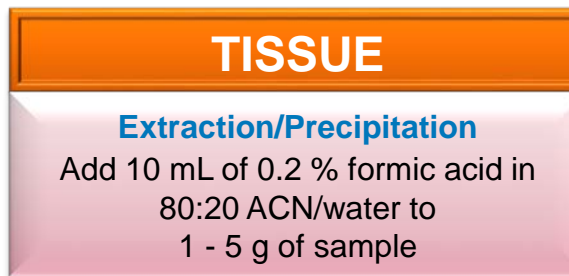 TISSUE
Extraction/Precipitation
Add 10 mL of 0.2 % formic acid in
80:20 ACN/water to
1 - 5 g of sample